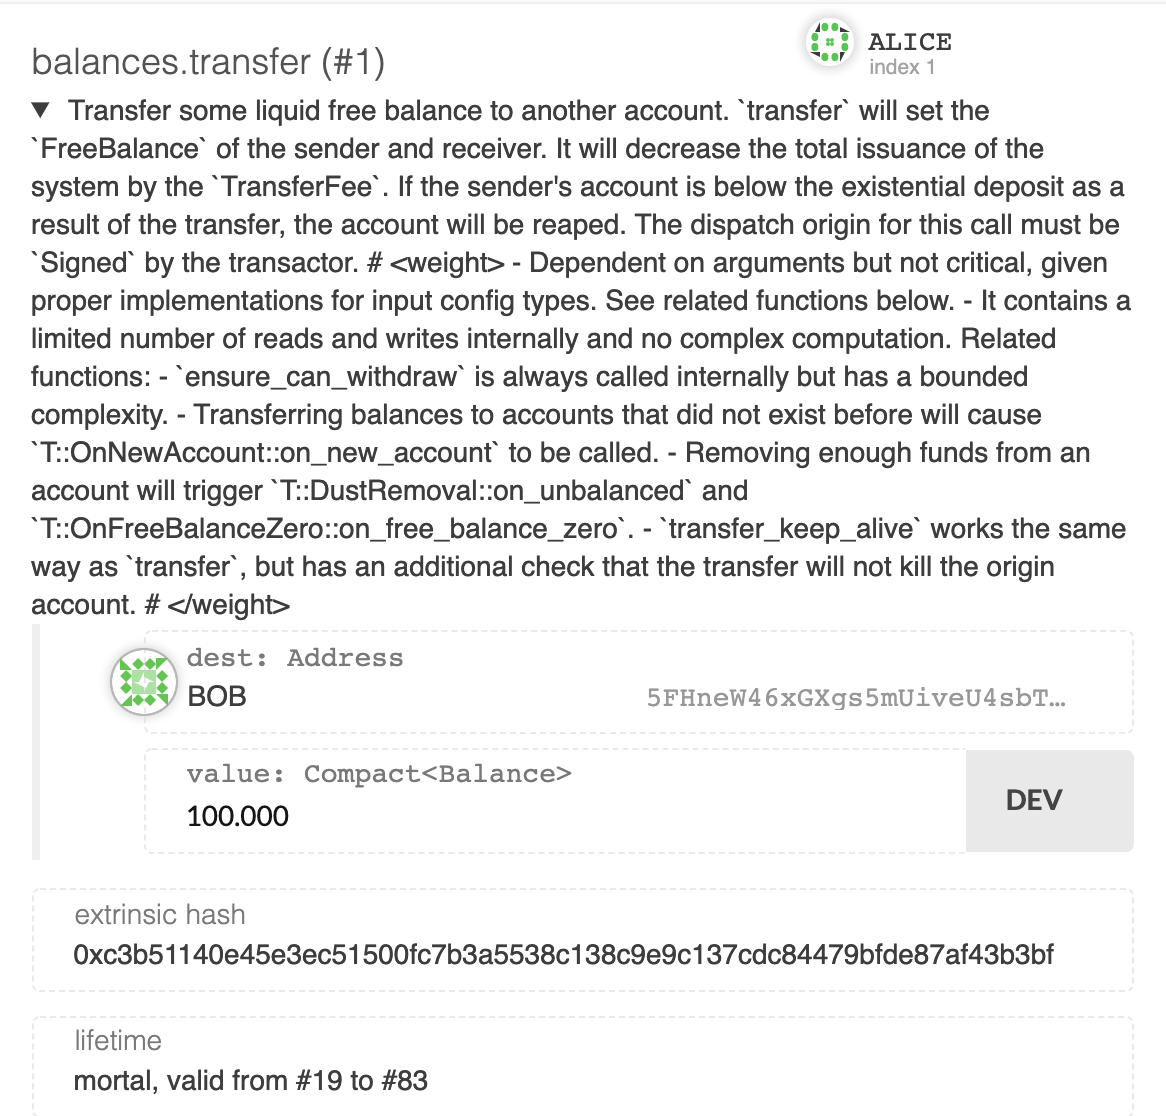 balances.transfer (#1)
ALICE
index 1
▼ Transfer some liquid free balance to another account. `transfer` will set the
`FreeBalance` of the sender and receiver. It will decrease the total issuance of the
system by the `TransferFee`. If the sender's account is below the existential deposit as a
result of the transfer, the account will be reaped. The dispatch origin for this call must be
`Signed` by the transactor. # <weight> - Dependent on arguments but not critical, given
proper implementations for input config types. See related functions below. - It contains a
limited number of reads and writes internally and no complex computation. Related
functions: - `ensure_can_withdraw` is always called internally but has a bounded
complexity. - Transferring balances to accounts that did not exist before will cause
`T::OnNewAccount::on_new_account` to be called. - Removing enough funds from an
account will trigger `T::DustRemoval::on_unbalanced` and
`T::OnFreeBalanceZero::on_free_balance_zero`. - `transfer_keep_alive` works the same
way as `transfer`, but has an additional check that the transfer will not kill the origin
account. # </weight>
dest: Address
BOB 5FHneW46xGXgs5mUiveU4sbT…
value: Compact<Balance>
100.000
DEV
extrinsic hash
0xc3b51140e45e3ec51500fc7b3a5538c138c9e9c137cdc84479bfde87af43b3bf
lifetime
mortal, valid from #19 to #83